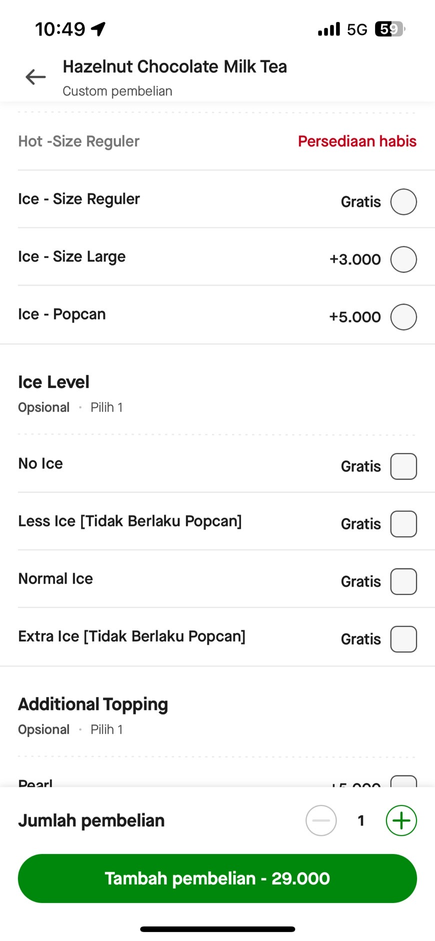 10:49
5G 59
Hazelnut Chocolate Milk Tea
Custom pembelian
Hot -Size Reguler Persediaan habis
Ice - Size Reguler Gratis
Ice - Size Large +3.000
Ice - Popcan +5.000
Ice Level
Opsional · Pilih 1
No Ice Gratis
Less Ice [Tidak Berlaku Popcan] Gratis
Normal Ice Gratis
Extra Ice [Tidak Berlaku Popcan] Gratis
Additional Topping
Opsional · Pilih 1
Pearl +5.000
Jumlah pembelian 1
Tambah pembelian - 29.000